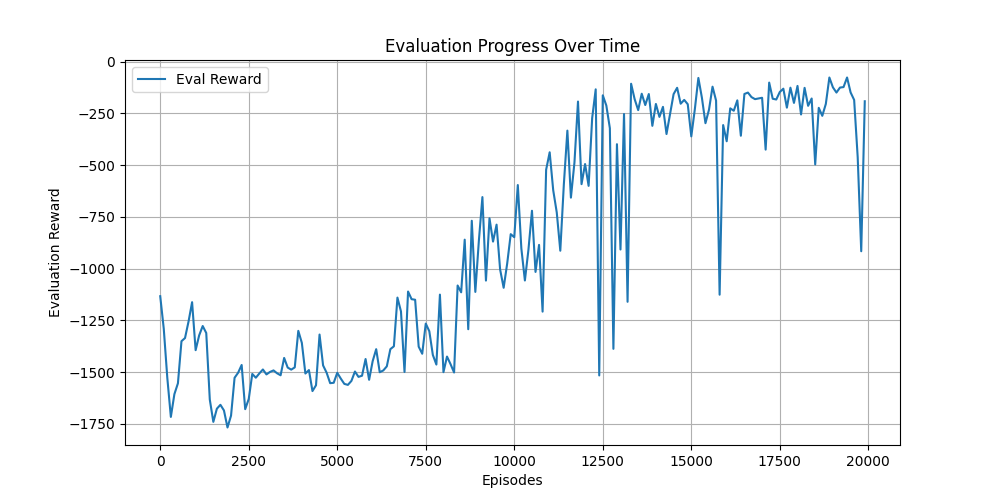 Evaluation Progress Over Time
Eval Reward
Evaluation Reward
0
−250
−500
−750
−1000
−1250
−1500
−1750
0 2500 5000 7500 10000 12500 15000 17500 20000
Episodes